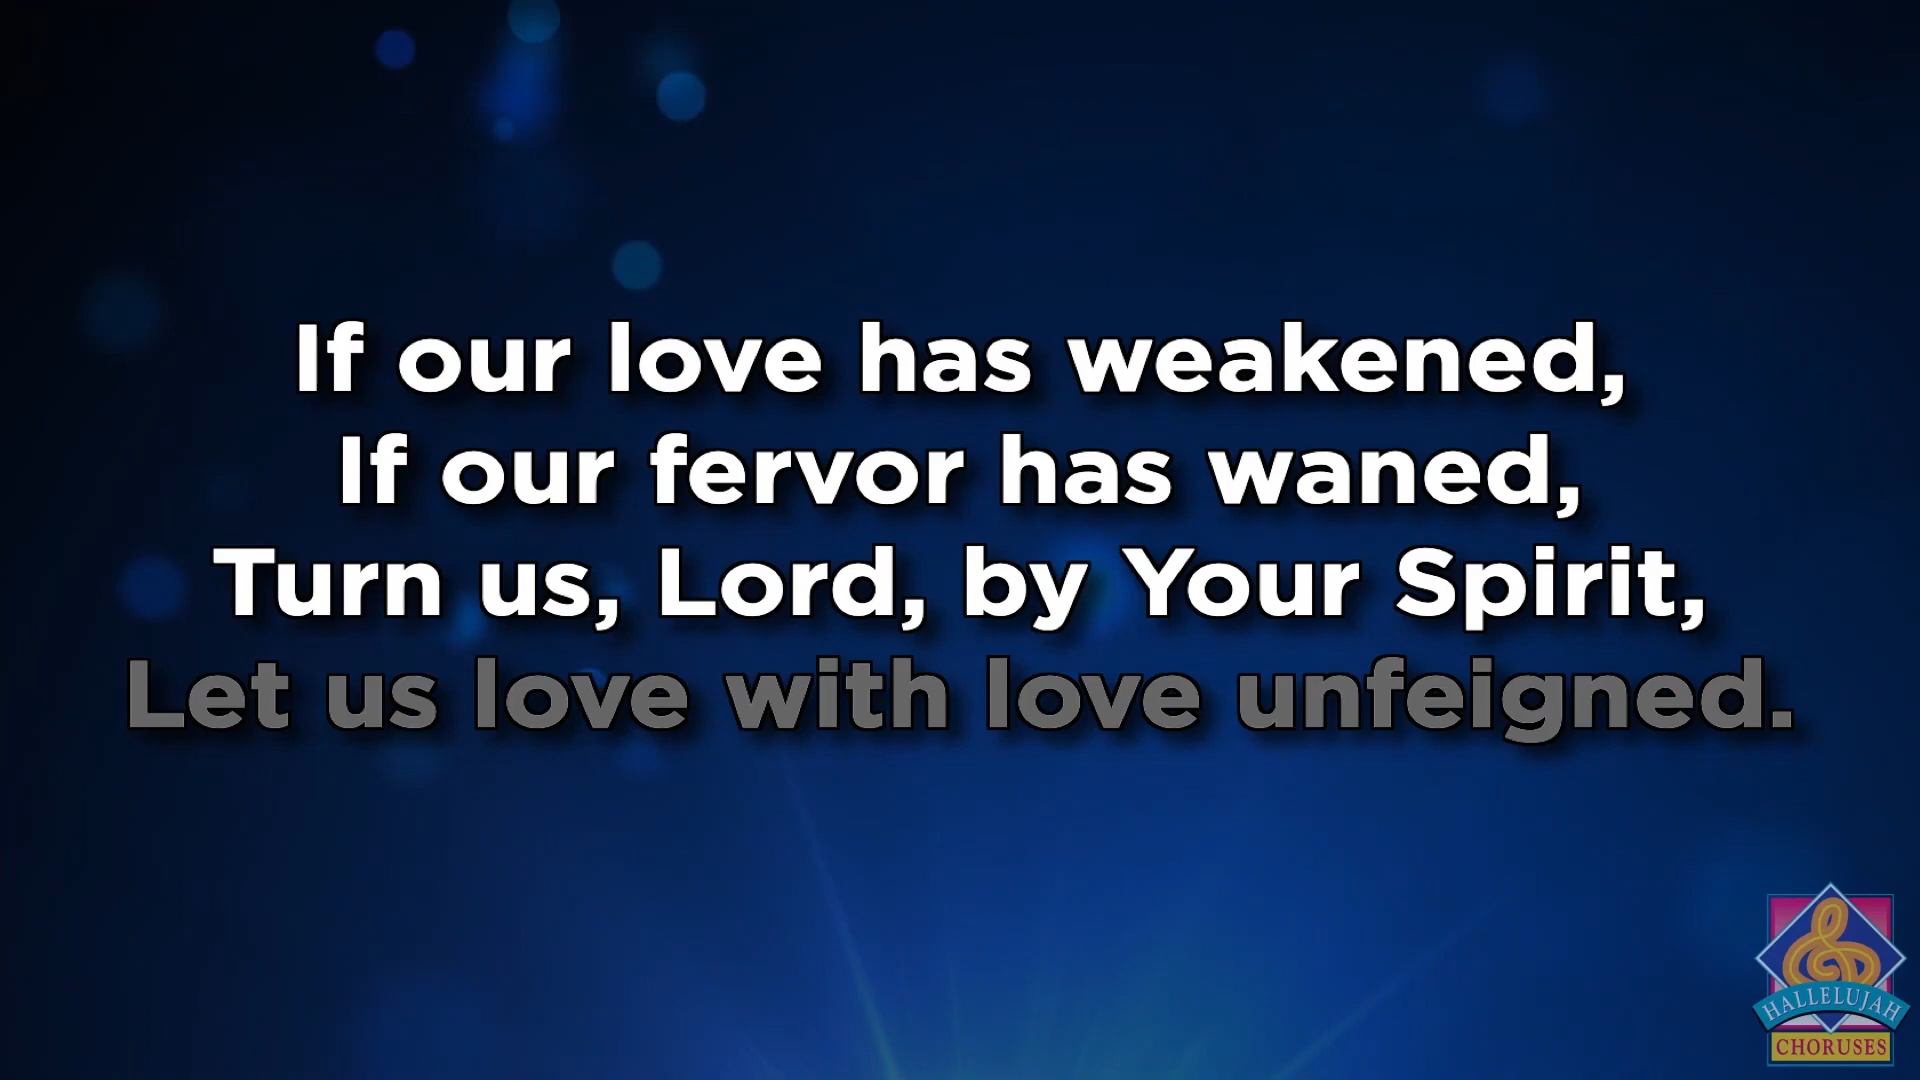 If our love has weakened,
If our fervor has waned,
Turn us, Lord, by Your Spirit,
Let us love with love unfeigned.
HALLELUJAH
CHORUSES